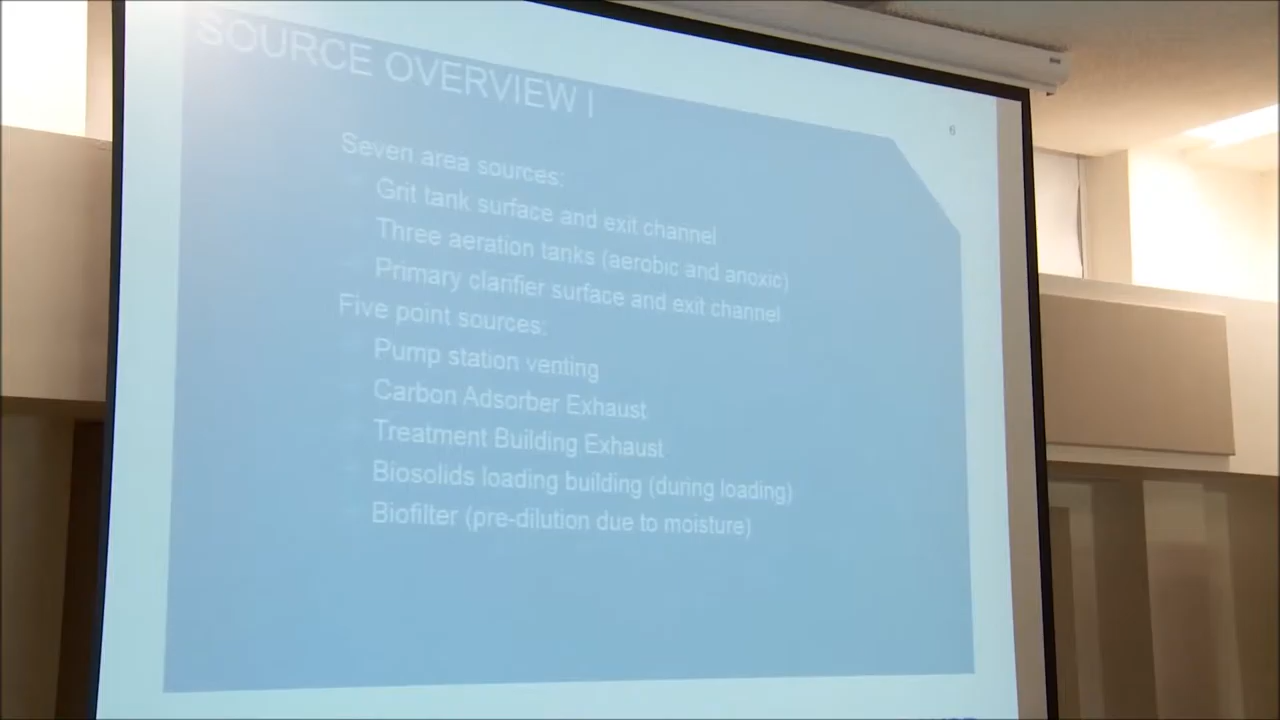 SOURCE OVERVIEW I
6
Seven area sources:
Grit tank surface and exit channel
Three aeration tanks (aerobic and anoxic)
Primary clarifier surface and exit channel
Five point sources:
Pump station venting
Carbon Adsorber Exhaust
Treatment Building Exhaust
Biosolids loading building (during loading)
Biofilter (pre-dilution due to moisture)